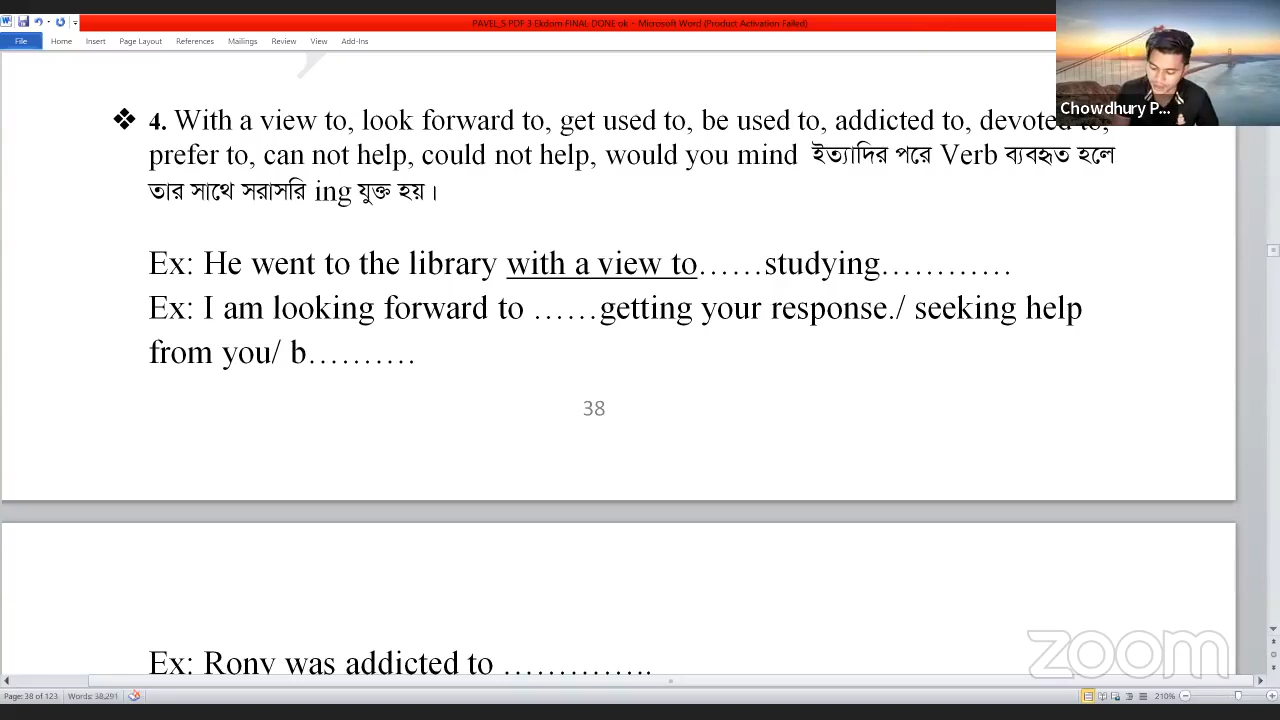 PAVEL_S PDF 3 Ekdom FINAL DONE ok - Microsoft Word (Product Activation Failed)
File Home Insert Page Layout References Mailings Review View Add-Ins
Chowdhury P...
❖ 4. With a view to, look forward to, get used to, be used to, addicted to, devoted to,
prefer to, can not help, could not help, would you mind ইত্যাদির পরে Verb ব্যবহৃত হলে
তার সাথে সরাসরি ing যুক্ত হয়।
Ex: He went to the library with a view to……studying…………
Ex: I am looking forward to ……getting your response./ seeking help
from you/ b……….
38
Ex: Rony was addicted to …………..
zoom
Page: 38 of 123 Words: 38,291 210%